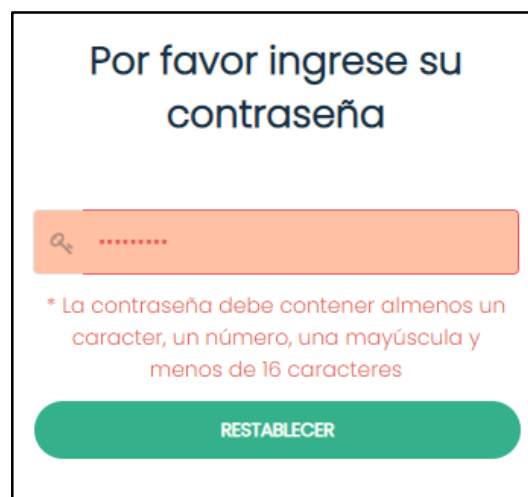 Por favor ingrese su
contraseña
•••••••••
* La contraseña debe contener almenos un
caracter, un número, una mayúscula y
menos de 16 caracteres
RESTABLECER